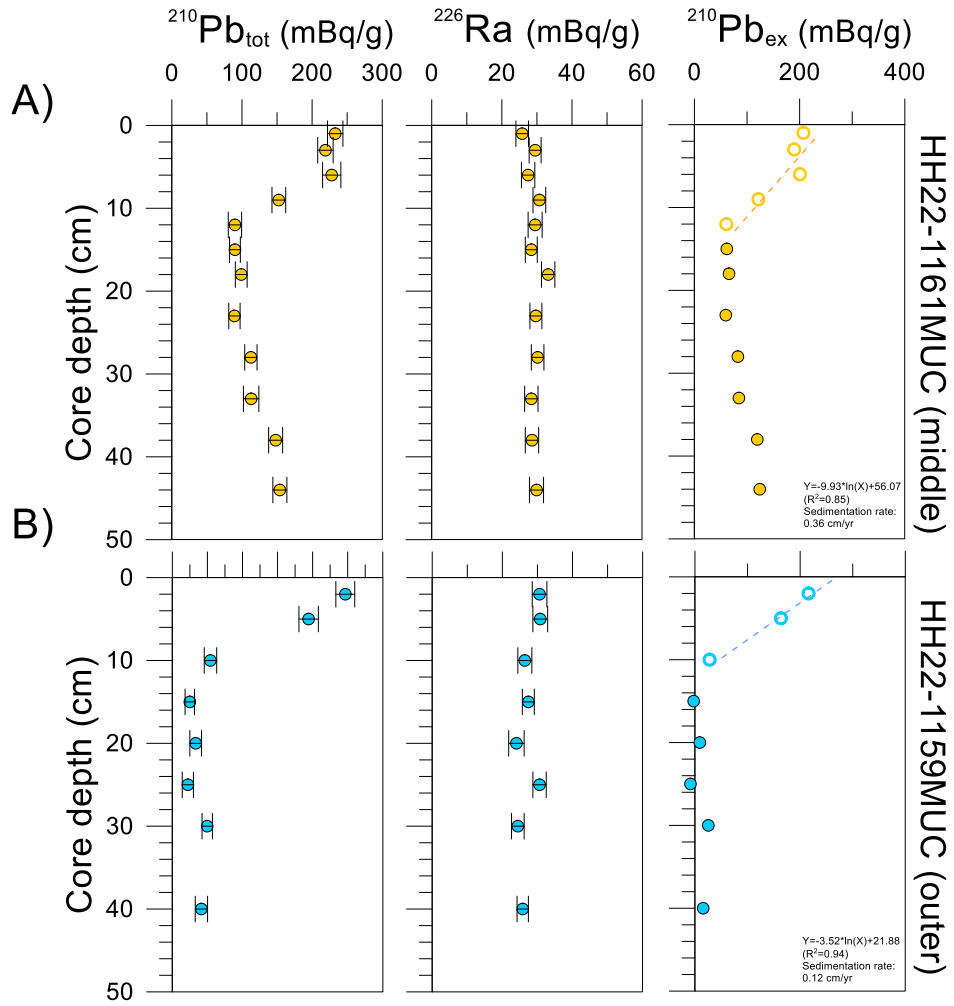 ²¹⁰Pb_tot (mBq/g) ²²⁶Ra (mBq/g) ²¹⁰Pb_ex (mBq/g)
0 100 200 300 0 20 40 60 0 200 400
A)
0
10
20
30
40
50
Core depth (cm)
HH22-1161MUC (middle)
Y=-9.93*ln(X)+56.07
(R²=0.85)
Sedimentation rate:
0.36 cm/yr
B)
0
10
20
30
40
50
Core depth (cm)
HH22-1159MUC (outer)
Y=-3.52*ln(X)+21.88
(R²=0.94)
Sedimentation rate:
0.12 cm/yr